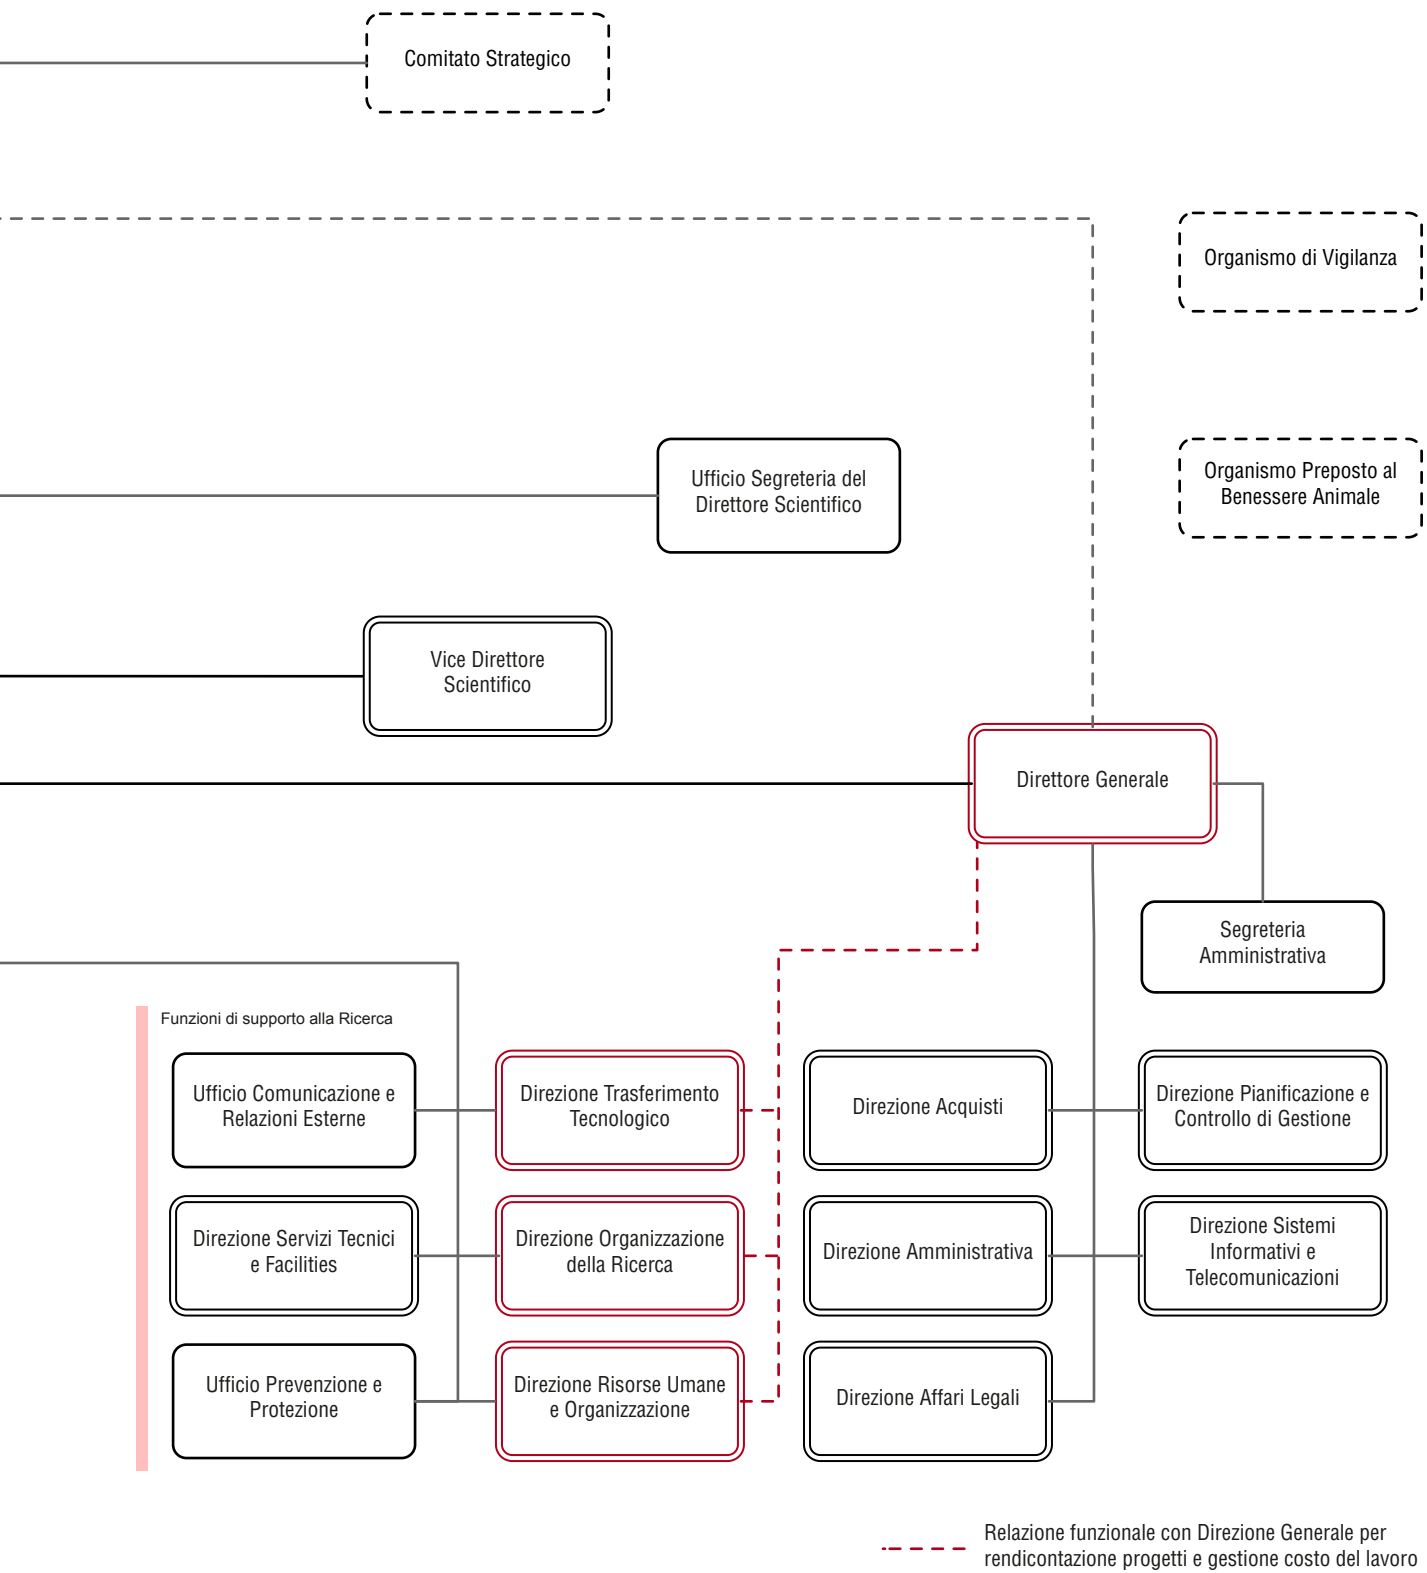 Comitato Strategico
Organismo di Vigilanza
Ufficio Segreteria del
Direttore Scientifico
Organismo Preposto al
Benessere Animale
Vice Direttore
Scientifico
Direttore Generale
Segreteria
Amministrativa
Funzioni di supporto alla Ricerca
Ufficio Comunicazione e
Relazioni Esterne
Direzione Trasferimento
Tecnologico
Direzione Acquisti
Direzione Pianificazione e
Controllo di Gestione
Direzione Servizi Tecnici
e Facilities
Direzione Organizzazione
della Ricerca
Direzione Amministrativa
Direzione Sistemi
Informativi e
Telecomunicazioni
Ufficio Prevenzione e
Protezione
Direzione Risorse Umane
e Organizzazione
Direzione Affari Legali
Relazione funzionale con Direzione Generale per
rendicontazione progetti e gestione costo del lavoro